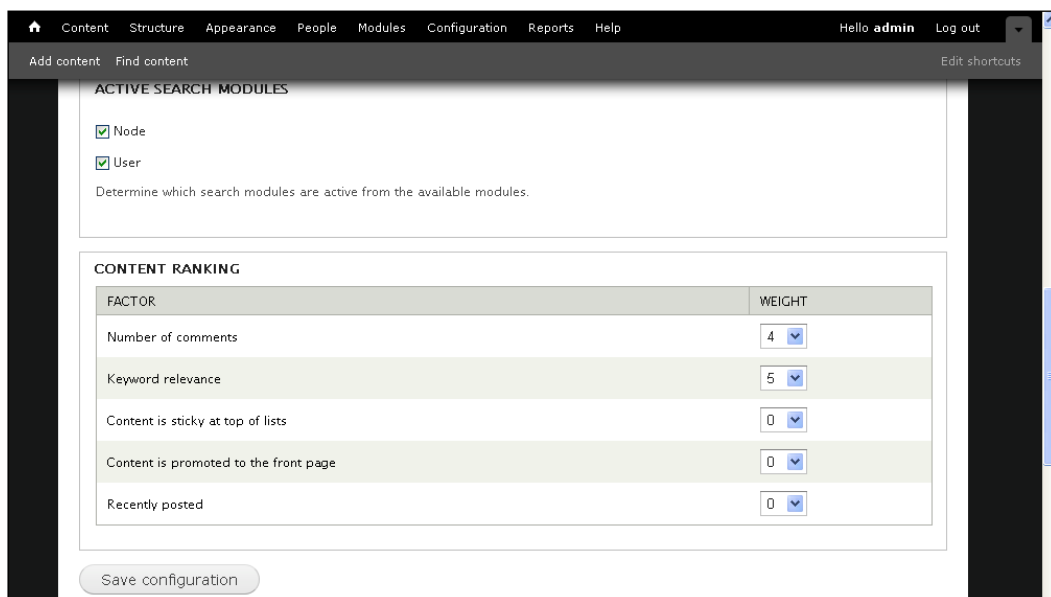 Content Structure Appearance People Modules Configuration Reports Help Hello admin Log out
Add content Find content Edit shortcuts
ACTIVE SEARCH MODULES
Node
User
Determine which search modules are active from the available modules.
CONTENT RANKING
FACTOR WEIGHT
Number of comments 4
Keyword relevance 5
Content is sticky at top of lists 0
Content is promoted to the front page 0
Recently posted 0
Save configuration